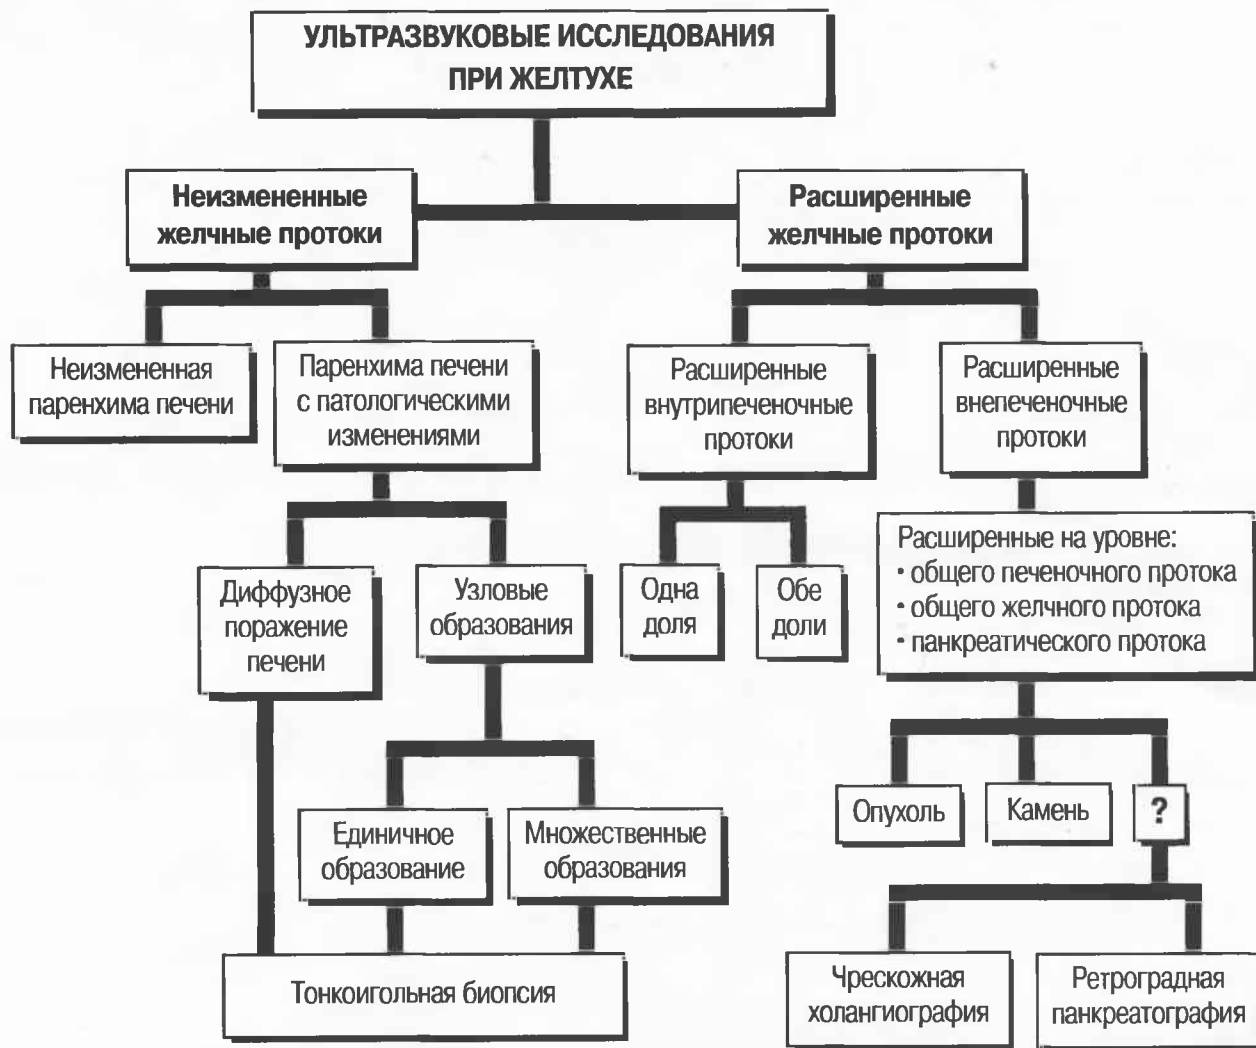 УЛЬТРАЗВУКОВЫЕ ИССЛЕДОВАНИЯ
ПРИ ЖЕЛТУХЕ
Неизмененные
желчные протоки
Расширенные
желчные протоки
Неизмененная
паренхима печени
Паренхима печени
с патологическими
изменениями
Расширенные
внутрипеченочные
протоки
Расширенные
внепеченочные
протоки
Диффузное
поражение
печени
Узловые
образования
Одна
доля
Обе
доли
Расширенные на уровне:
• общего печеночного протока
• общего желчного протока
• панкреатического протока
Единичное
образование
Множественные
образования
Опухоль
Камень
?
Тонкоигольная биопсия
Чрескожная
холангиография
Ретроградная
панкреатография